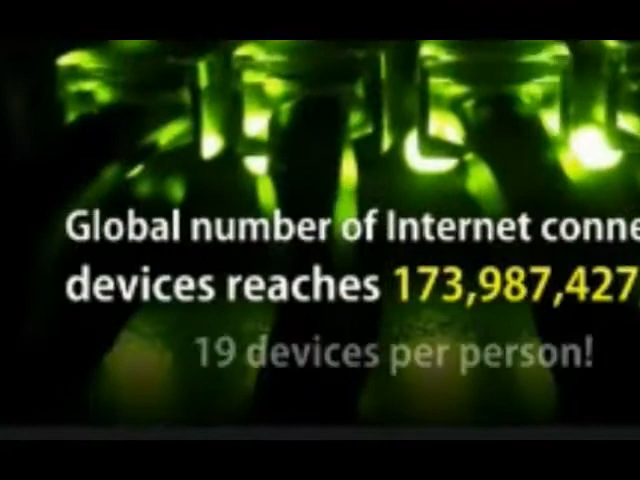 Global number of Internet conne
devices reaches 173,987,427
19 devices per person!